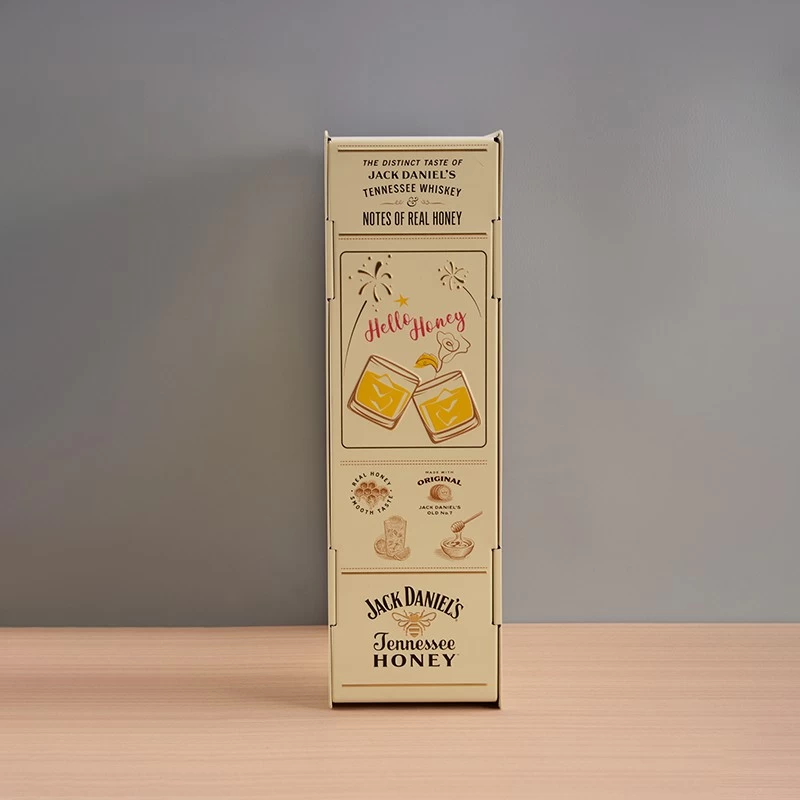 THE DISTINCT TASTE OF
JACK DANIEL'S
TENNESSEE WHISKEY
&
NOTES OF REAL HONEY
Hello Honey
REAL HONEY
SMOOTH TASTE
MADE WITH
ORIGINAL
JACK DANIEL'S
OLD No.7
JACK DANIEL'S
Tennessee
HONEY